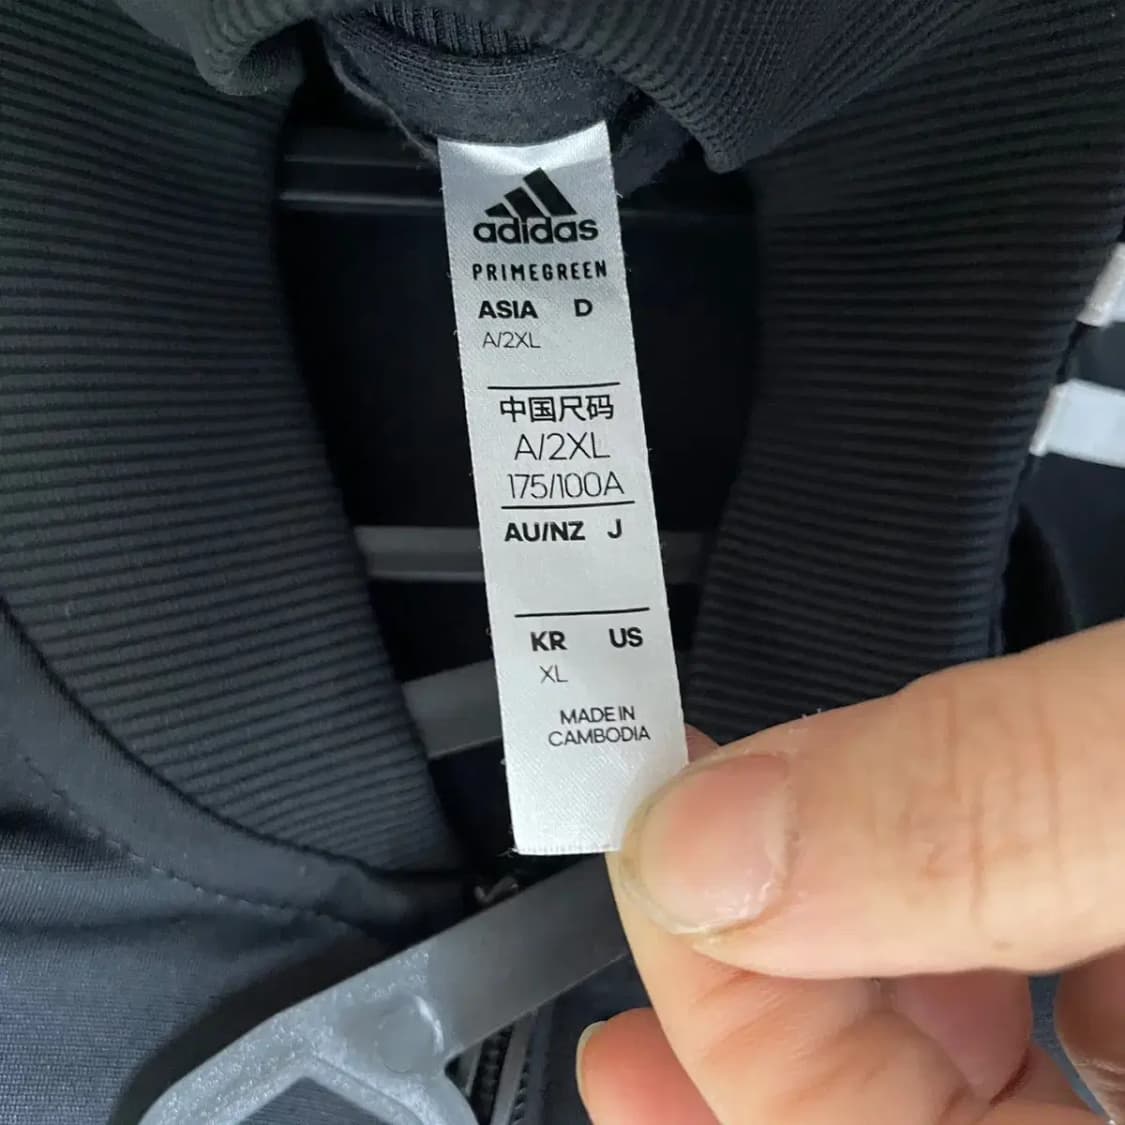 adidas
PRIMEGREEN
ASIA D
A/2XL
中国尺码
A/2XL
175/100A
AU/NZ J
KR US
XL
MADE IN
CAMBODIA